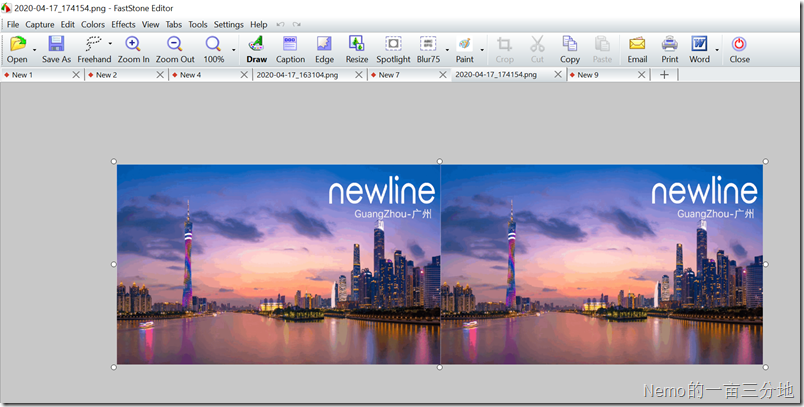 2020-04-17_174154.png - FastStone Editor
File Capture Edit Colors Effects View Tabs Tools Settings Help
Open Save As Freehand Zoom In Zoom Out 100% Draw Caption Edge Resize Spotlight Blur75 Paint Crop Cut Copy Paste Email Print Word Close
New 1 New 2 New 4 2020-04-17_163104.png New 7 2020-04-17_174154.png New 9
newline newline
GuangZhou-广州 GuangZhou-广州
Nemo的一亩三分地